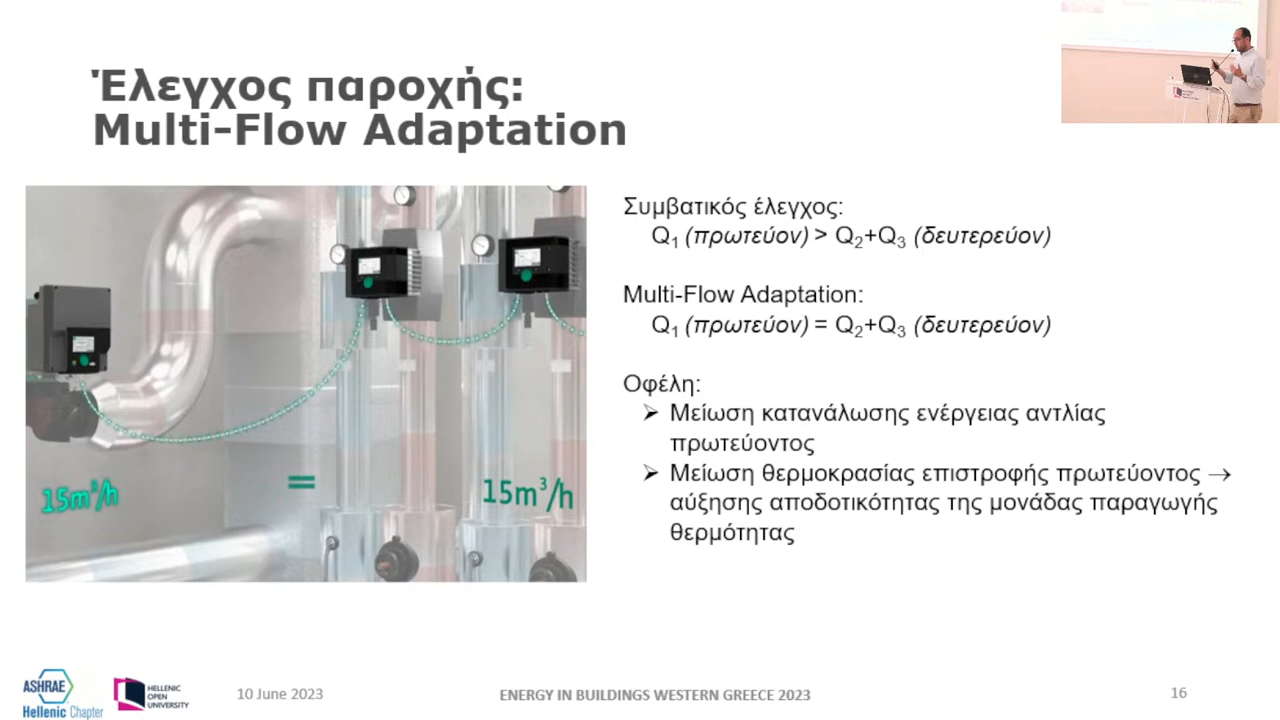 Έλεγχος παροχής:
Multi-Flow Adaptation
Συμβατικός έλεγχος:
Q₁ (πρωτεύον) > Q₂+Q₃ (δευτερεύον)
Multi-Flow Adaptation:
Q₁ (πρωτεύον) = Q₂+Q₃ (δευτερεύον)
Οφέλη:
➢ Μείωση κατανάλωσης ενέργειας αντλίας
πρωτεύοντος
➢ Μείωση θερμοκρασίας επιστροφής πρωτεύοντος →
αύξησης αποδοτικότητας της μονάδας παραγωγής
θερμότητας
15m³/h
=
15m³/h
ASHRAE
Hellenic Chapter
HELLENIC
OPEN
UNIVERSITY
10 June 2023
ENERGY IN BUILDINGS WESTERN GREECE 2023
16